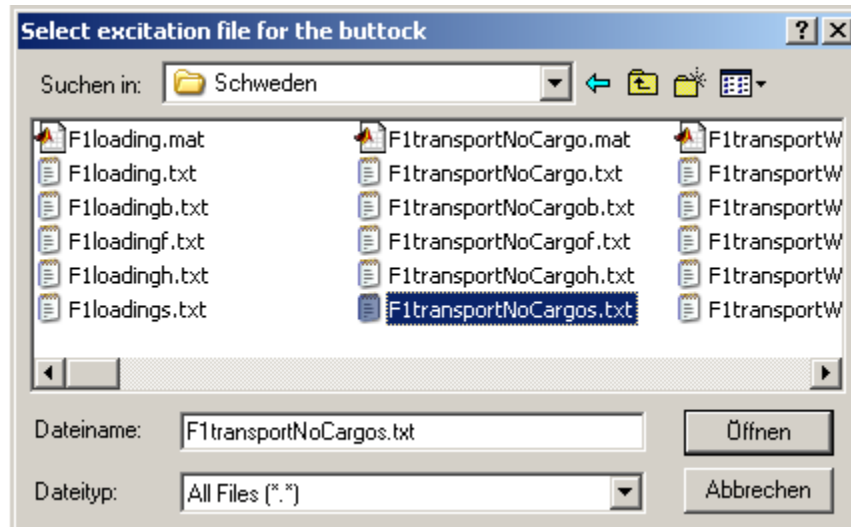 Select excitation file for the buttock
Suchen in: Schweden
F1loading.mat F1transportNoCargo.mat F1transportW
F1loading.txt F1transportNoCargo.txt F1transportW
F1loadingb.txt F1transportNoCargob.txt F1transportW
F1loadingf.txt F1transportNoCargof.txt F1transportW
F1loadingh.txt F1transportNoCargoh.txt F1transportW
F1loadings.txt F1transportNoCargos.txt F1transportW
Dateiname: F1transportNoCargos.txt Öffnen
Dateityp: All Files (*.*) Abbrechen